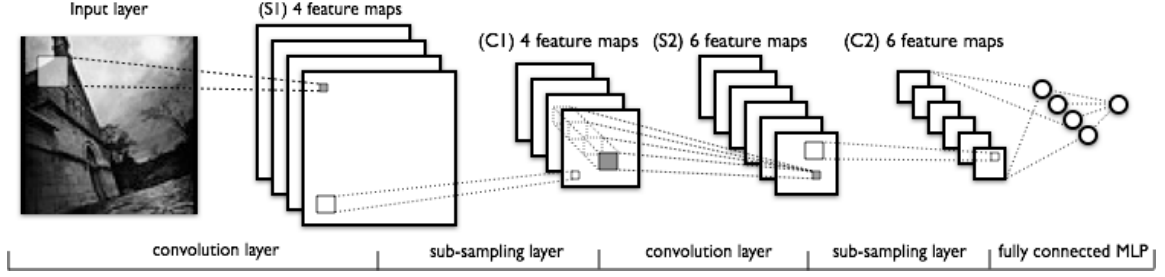 Input layer
(S1) 4 feature maps
(C1) 4 feature maps
(S2) 6 feature maps
(C2) 6 feature maps
convolution layer
sub-sampling layer
convolution layer
sub-sampling layer
fully connected MLP